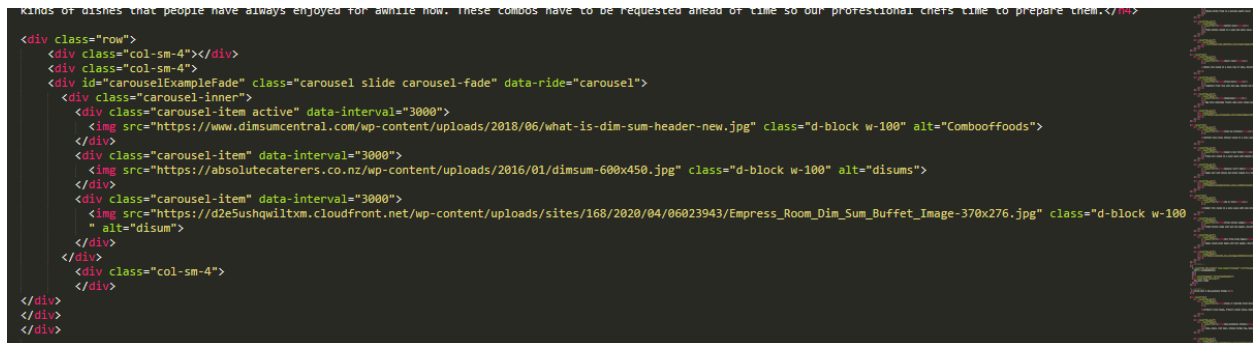 kinds of dishes that people have always enjoyed for awhile now. These combos have to be requested ahead of time so our profestional chefs time to prepare them.</h4>
<div class="row">
<div class="col-sm-4"></div>
<div class="col-sm-4">
<div id="carouselExampleFade" class="carousel slide carousel-fade" data-ride="carousel">
<div class="carousel-inner">
<div class="carousel-item active" data-interval="3000">
<img src="https://www.dimsumcentral.com/wp-content/uploads/2018/06/what-is-dim-sum-header-new.jpg" class="d-block w-100" alt="Combooffoods">
</div>
<div class="carousel-item" data-interval="3000">
<img src="https://absolutecaterers.co.nz/wp-content/uploads/2016/01/dimsum-600x450.jpg" class="d-block w-100" alt="disums">
</div>
<div class="carousel-item" data-interval="3000">
<img src="https://d2e5ushqwiltxm.cloudfront.net/wp-content/uploads/sites/168/2020/04/06023943/Empress_Room_Dim_Sum_Buffet_Image-370x276.jpg" class="d-block w-100
" alt="disum">
</div>
</div>
<div class="col-sm-4">
</div>
</div>
</div>
</div>